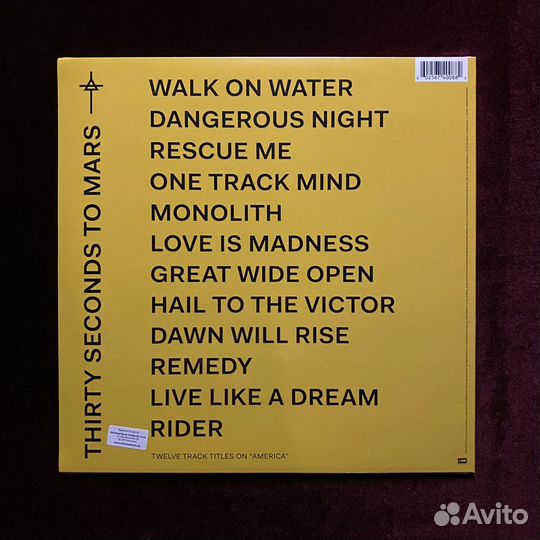 WALK ON WATER
DANGEROUS NIGHT
RESCUE ME
ONE TRACK MIND
MONOLITH
LOVE IS MADNESS
GREAT WIDE OPEN
HAIL TO THE VICTOR
DAWN WILL RISE
REMEDY
LIVE LIKE A DREAM
RIDER
TWELVE TRACK TITLES ON "AMERICA"
THIRTY SECONDS TO MARS
Avito